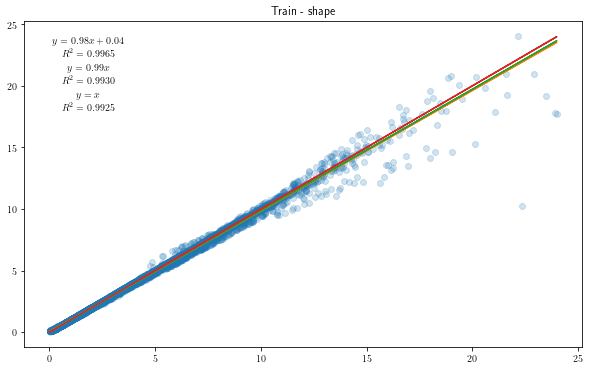 Train - shape
y = 0.98x + 0.04
R² = 0.9965
y = 0.99x
R² = 0.9930
y = x
R² = 0.9925
25
20
15
10
5
0
0 5 10 15 20 25